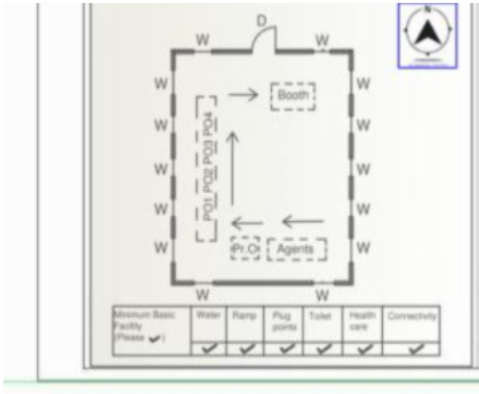 N
D
W W
W W
Booth
W W
PO1 PO2 PO3 PO4
W W
W W
W W
Pr.O Agents
W W
Minimum Basic Facility (Please ✔) Water Ramp Plug points Toilet Health care Connectivity
✔ ✔ ✔ ✔ ✔ ✔